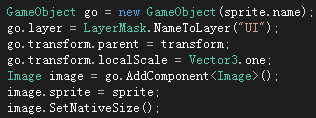 GameObject go = new GameObject(sprite.name);
go.layer = LayerMask.NameToLayer("UI");
go.transform.parent = transform;
go.transform.localScale = Vector3.one;
Image image = go.AddComponent<Image>();
image.sprite = sprite;
image.SetNativeSize();